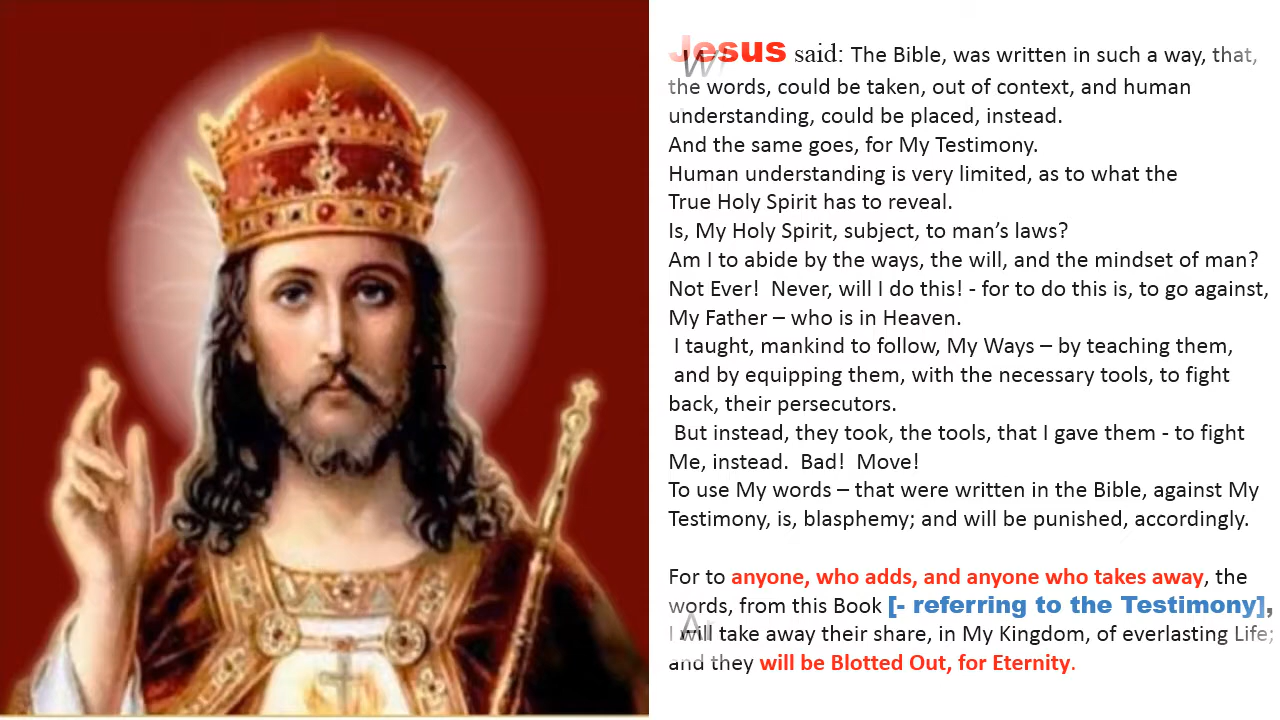 Jesus said: The Bible, was written in such a way, that,
the words, could be taken, out of context, and human
understanding, could be placed, instead.
And the same goes, for My Testimony.
Human understanding is very limited, as to what the
True Holy Spirit has to reveal.
Is, My Holy Spirit, subject, to man’s laws?
Am I to abide by the ways, the will, and the mindset of man?
Not Ever!  Never, will I do this! - for to do this is, to go against,
My Father – who is in Heaven.
I taught, mankind to follow, My Ways – by teaching them,
and by equipping them, with the necessary tools, to fight
back, their persecutors.
But instead, they took, the tools, that I gave them - to fight
Me, instead.  Bad!  Move!
To use My words – that were written in the Bible, against My
Testimony, is, blasphemy; and will be punished, accordingly.
For to anyone, who adds, and anyone who takes away, the
words, from this Book [- referring to the Testimony],
I will take away their share, in My Kingdom, of everlasting Life;
and they will be Blotted Out, for Eternity.